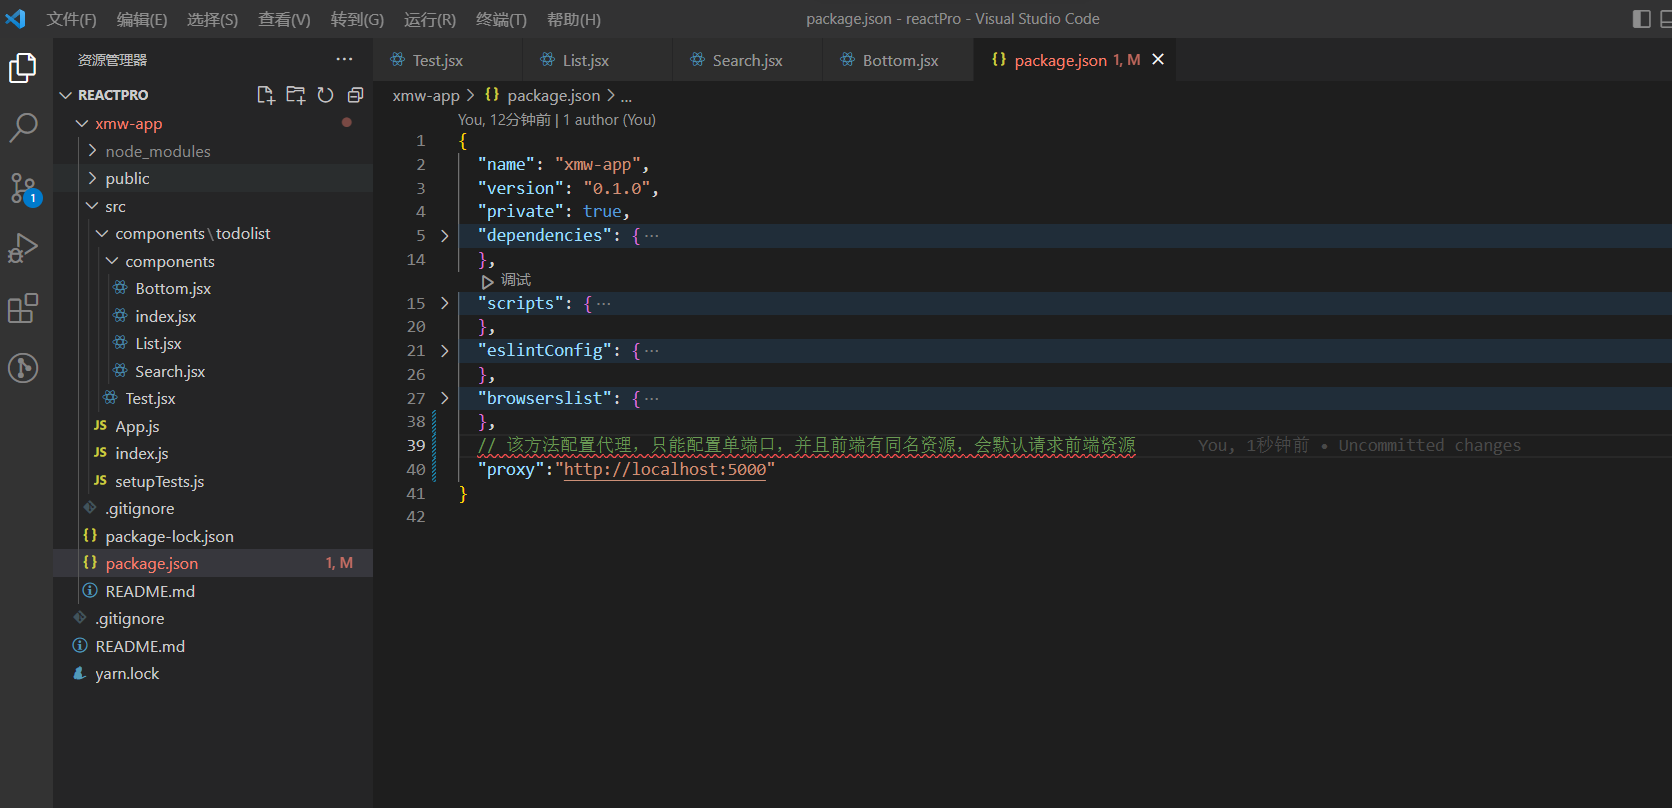 文件(F) 编辑(E) 选择(S) 查看(V) 转到(G) 运行(R) 终端(T) 帮助(H) package.json - reactPro - Visual Studio Code
资源管理器 ···
REACTPRO
xmw-app
node_modules
public
src
components\todolist
components
Bottom.jsx
index.jsx
List.jsx
Search.jsx
Test.jsx
JS App.js
JS index.js
JS setupTests.js
.gitignore
{} package-lock.json
{} package.json 1, M
README.md
.gitignore
README.md
yarn.lock
1
Test.jsx List.jsx Search.jsx Bottom.jsx {} package.json 1, M
xmw-app > {} package.json > ...
You, 12分钟前 | 1 author (You)
1 {
2 "name": "xmw-app",
3 "version": "0.1.0",
4 "private": true,
5 "dependencies": {···
14 },
调试
15 "scripts": {···
20 },
21 "eslintConfig": {···
26 },
27 "browserslist": {···
38 },
39 // 该方法配置代理，只能配置单端口，并且前端有同名资源，会默认请求前端资源 You, 1秒钟前 • Uncommitted changes
40 "proxy":"http://localhost:5000"
41 }
42